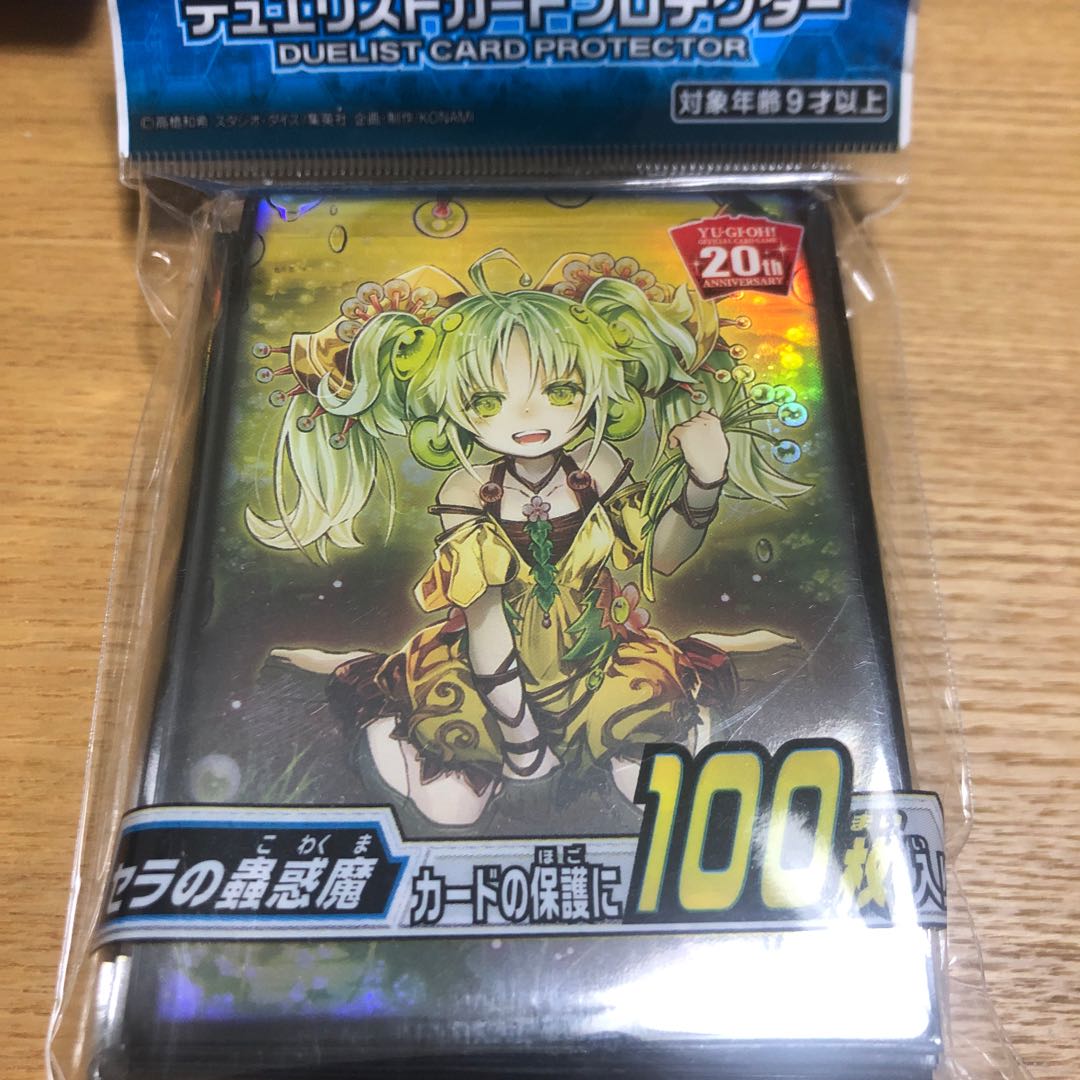 デュエリストカードプロテクター
DUELIST CARD PROTECTOR
対象年齢9才以上
©高橋和希 スタジオ・ダイス/集英社 企画・制作/KONAMI
YU-GI-OH!
OFFICIAL CARD GAME
20th
ANNIVERSARY
こわくま
セラの蟲惑魔
ほご
カードの保護に
まい
100枚入り